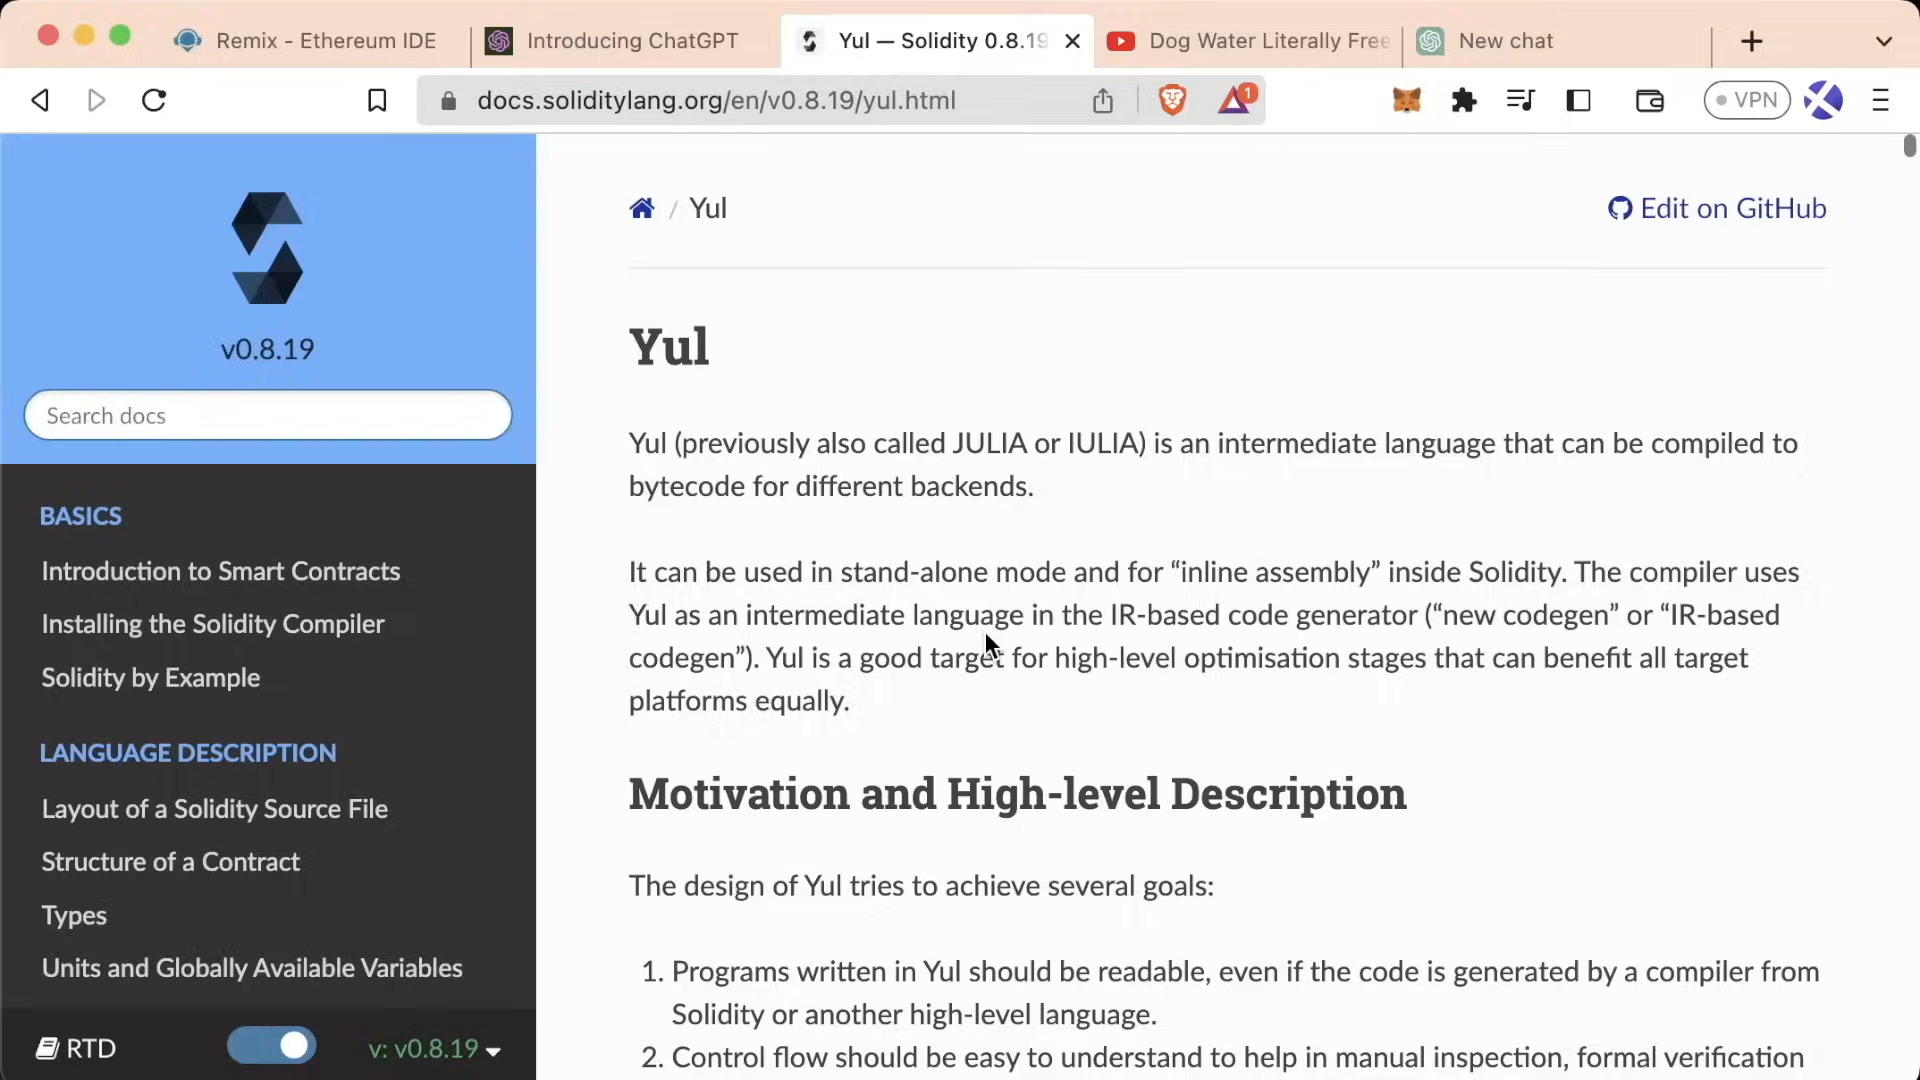 Remix - Ethereum IDE
Introducing ChatGPT
Yul — Solidity 0.8.19
Dog Water Literally Free
New chat
docs.soliditylang.org/en/v0.8.19/yul.html
1
VPN
v0.8.19
Search docs
BASICS
Introduction to Smart Contracts
Installing the Solidity Compiler
Solidity by Example
LANGUAGE DESCRIPTION
Layout of a Solidity Source File
Structure of a Contract
Types
Units and Globally Available Variables
RTD
v: v0.8.19
/ Yul
Edit on GitHub
Yul
Yul (previously also called JULIA or IULIA) is an intermediate language that can be compiled to
bytecode for different backends.
It can be used in stand-alone mode and for “inline assembly” inside Solidity. The compiler uses
Yul as an intermediate language in the IR-based code generator (“new codegen” or “IR-based
codegen”). Yul is a good target for high-level optimisation stages that can benefit all target
platforms equally.
Motivation and High-level Description
The design of Yul tries to achieve several goals:
1. Programs written in Yul should be readable, even if the code is generated by a compiler from
Solidity or another high-level language.
2. Control flow should be easy to understand to help in manual inspection, formal verification